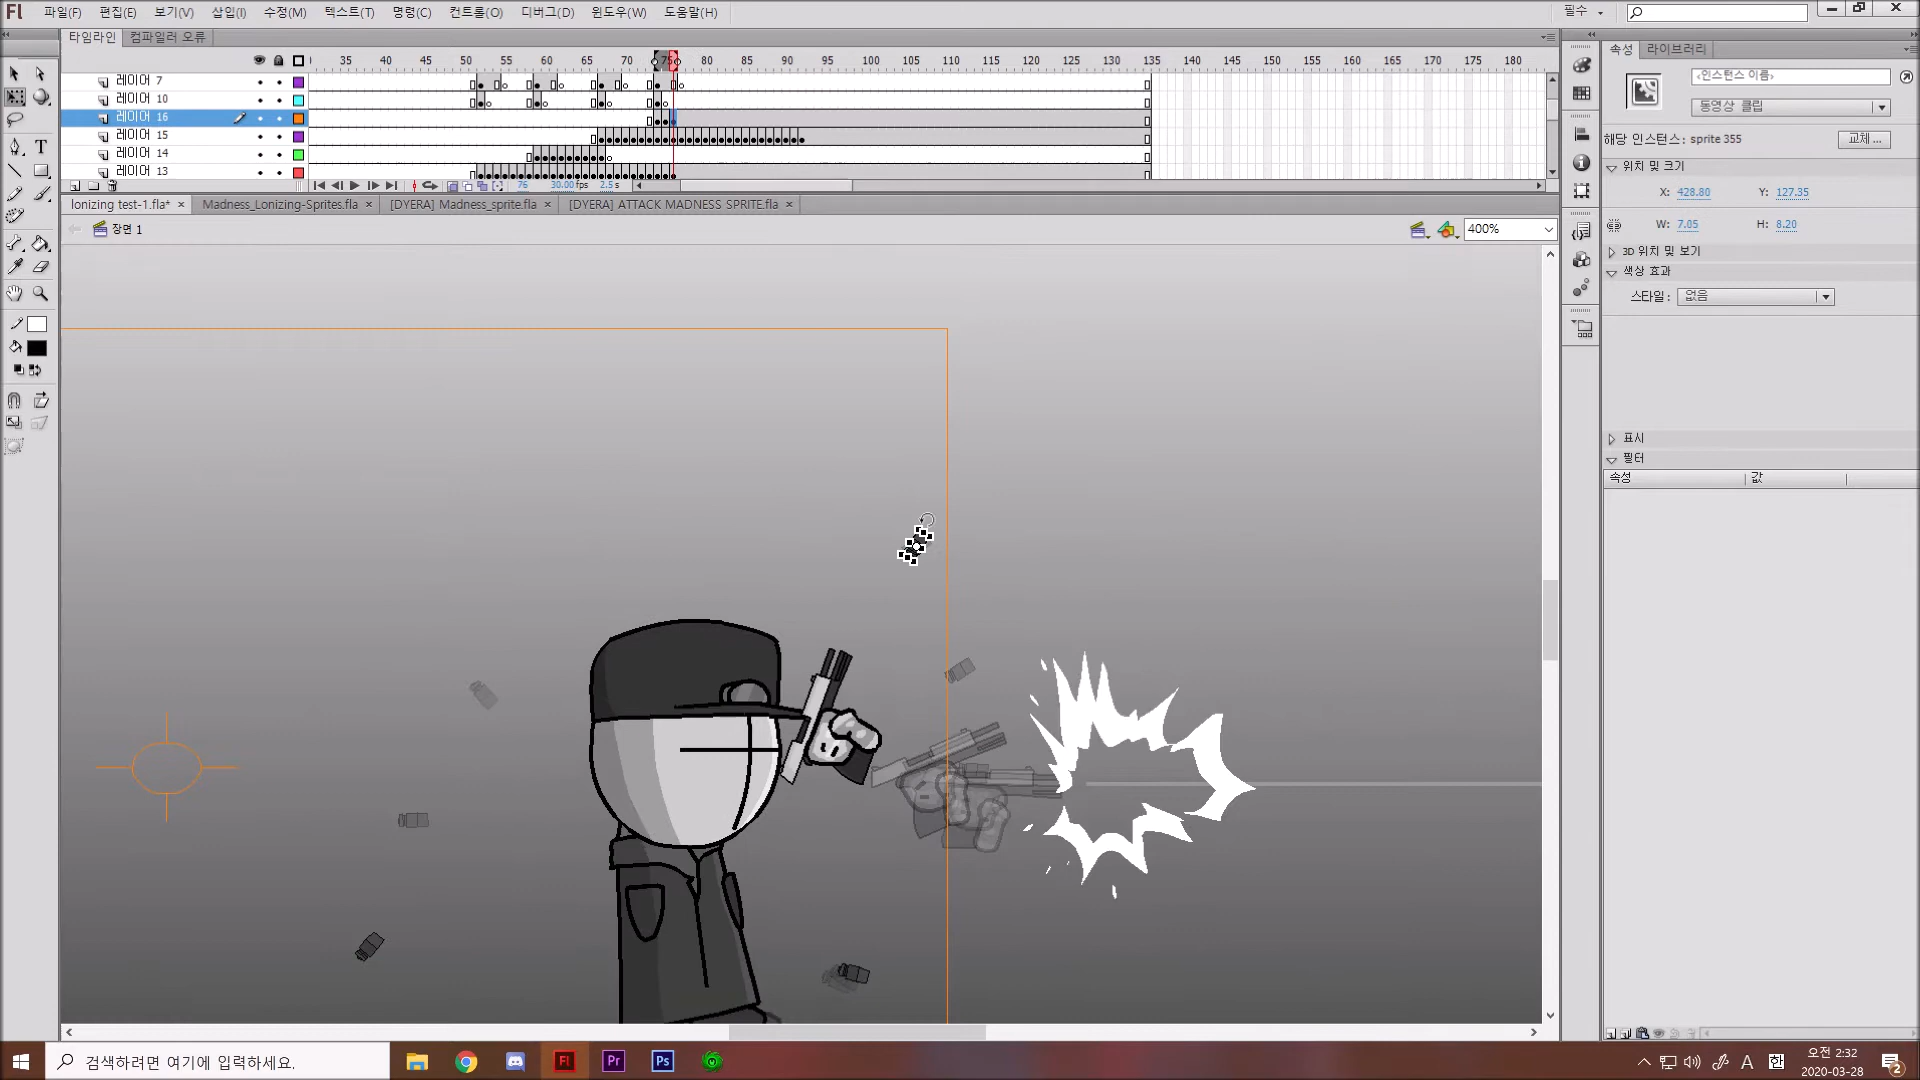 Fl 파일(F) 편집(E) 보기(V) 삽입(I) 수정(M) 텍스트(T) 명령(C) 컨트롤(O) 디버그(D) 윈도우(W) 도움말(H) 필수
타임라인 컴파일러 오류
35 40 45 50 55 60 65 70 75 80 85 90 95 100 105 110 115 120 125 130 135 140 145 150 155 160 165 170 175 180
레이어 7
레이어 10
레이어 16
레이어 15
레이어 14
레이어 13
76 30.00 fps 2.5 s
Ionizing test-1.fla* Madness_Lonizing-Sprites.fla [DYERA] Madness_sprite.fla [DYERA] ATTACK MADNESS SPRITE.fla
장면 1 400%
속성 라이브러리
<인스턴스 이름>
동영상 클립
해당 인스턴스: sprite 355 교체 ...
위치 및 크기
X: 428.80 Y: 127.35
W: 7.05 H: 8.20
3D 위치 및 보기
색상 효과
스타일: 없음
표시
필터
속성 값
검색하려면 여기에 입력하세요.
Fl Pr Ps
A 한 오전 2:32
2020-03-28
2